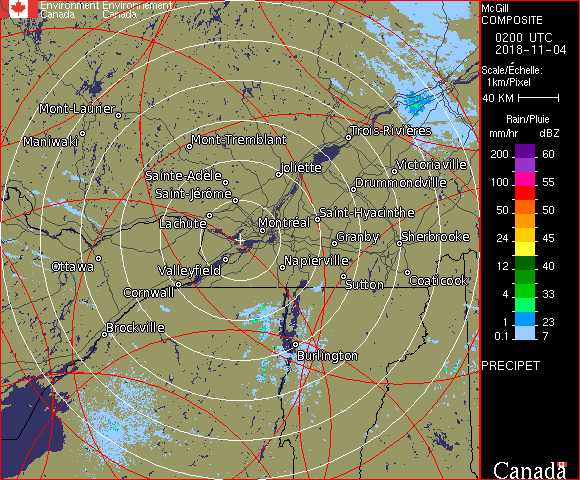 Environment Environnement
Canada Canada
McGill
COMPOSITE
0200 UTC
2018-11-04
Scale/Échelle:
1km/Pixel
40 KM
Rain/Pluie
mm/hr dBZ
200 60
55
100 55
50 50
24 45
12 40
8 33
4 23
1 23
0.1 7
PRECIPET
Canada
Mont-Laurier
Maniwaki
Mont-Tremblant
Trois-Rivières
Joliette
Victoriaville
Sainte-Adèle
Drummondville
Saint-Jérôme
Saint-Hyacinthe
Lachute
Montréal
Granby
Sherbrooke
Ottawa
Valleyfield
Napierville
Cornwall
Sutton
Coaticook
Brockville
Burlington